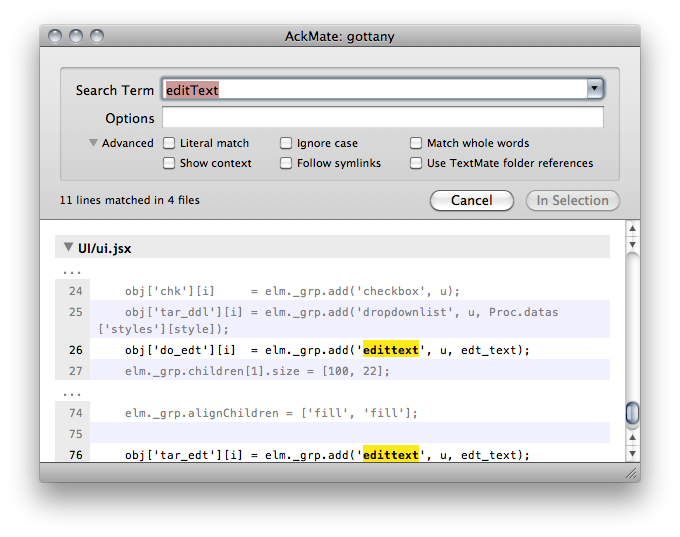 AckMate: gottany
Search Term editText
Options
Advanced Literal match Ignore case Match whole words
Show context Follow symlinks Use TextMate folder references
11 lines matched in 4 files Cancel In Selection
UI/ui.jsx
...
24 obj['chk'][i] = elm._grp.add('checkbox', u);
25 obj['tar_ddl'][i] = elm._grp.add('dropdownlist', u, Proc.datas
['styles'][style]);
26 obj['do_edt'][i] = elm._grp.add('edittext', u, edt_text);
27 elm._grp.children[1].size = [100, 22];
...
74 elm._grp.alignChildren = ['fill', 'fill'];
75
76 obj['tar_edt'][i] = elm._grp.add('edittext', u, edt_text);